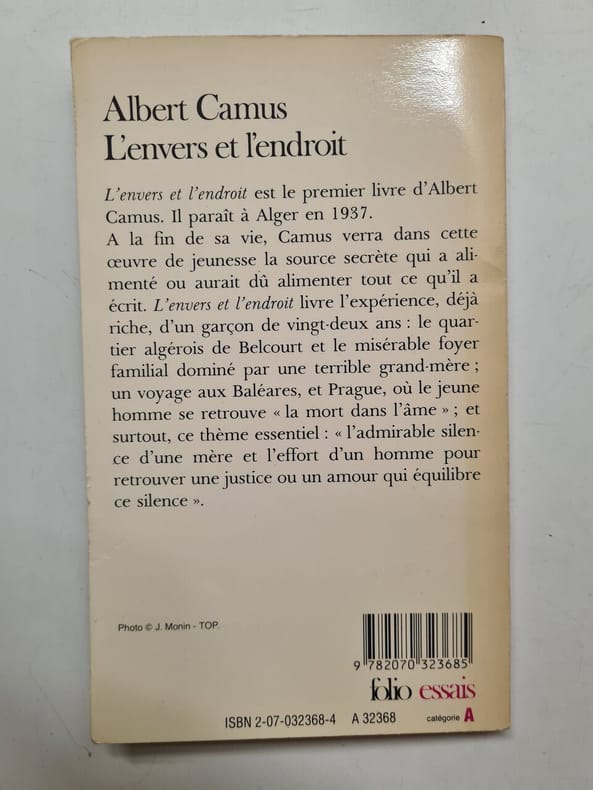 Albert Camus
L'envers et l'endroit
L'envers et l'endroit est le premier livre d'Albert
Camus. Il paraît à Alger en 1937.
A la fin de sa vie, Camus verra dans cette
œuvre de jeunesse la source secrète qui a ali-
menté ou aurait dû alimenter tout ce qu'il a
écrit. L'envers et l'endroit livre l'expérience, déjà
riche, d'un garçon de vingt-deux ans : le quar-
tier algérois de Belcourt et le misérable foyer
familial dominé par une terrible grand-mère ;
un voyage aux Baléares, et Prague, où le jeune
homme se retrouve « la mort dans l'âme » ; et
surtout, ce thème essentiel : « l'admirable silen-
ce d'une mère et l'effort d'un homme pour
retrouver une justice ou un amour qui équilibre
ce silence ».
Photo © J. Monin - TOP.
9 782070 323685
folio essais
ISBN 2-07-032368-4 A 32368 catégorie A